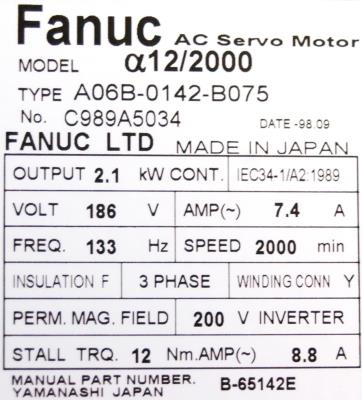 Fanuc AC Servo Motor
MODEL α12/2000
TYPE A06B-0142-B075
No. C989A5034 DATE -98.09
FANUC LTD MADE IN JAPAN
OUTPUT 2.1 kW CONT. IEC34-1/A2:1989
VOLT 186 V AMP(~) 7.4 A
FREQ. 133 Hz SPEED 2000 min
INSULATION F 3 PHASE WINDING CONN Y
PERM. MAG. FIELD 200 V INVERTER
STALL TRQ. 12 Nm.AMP(~) 8.8 A
MANUAL PART NUMBER. B-65142E
YAMANASHI JAPAN